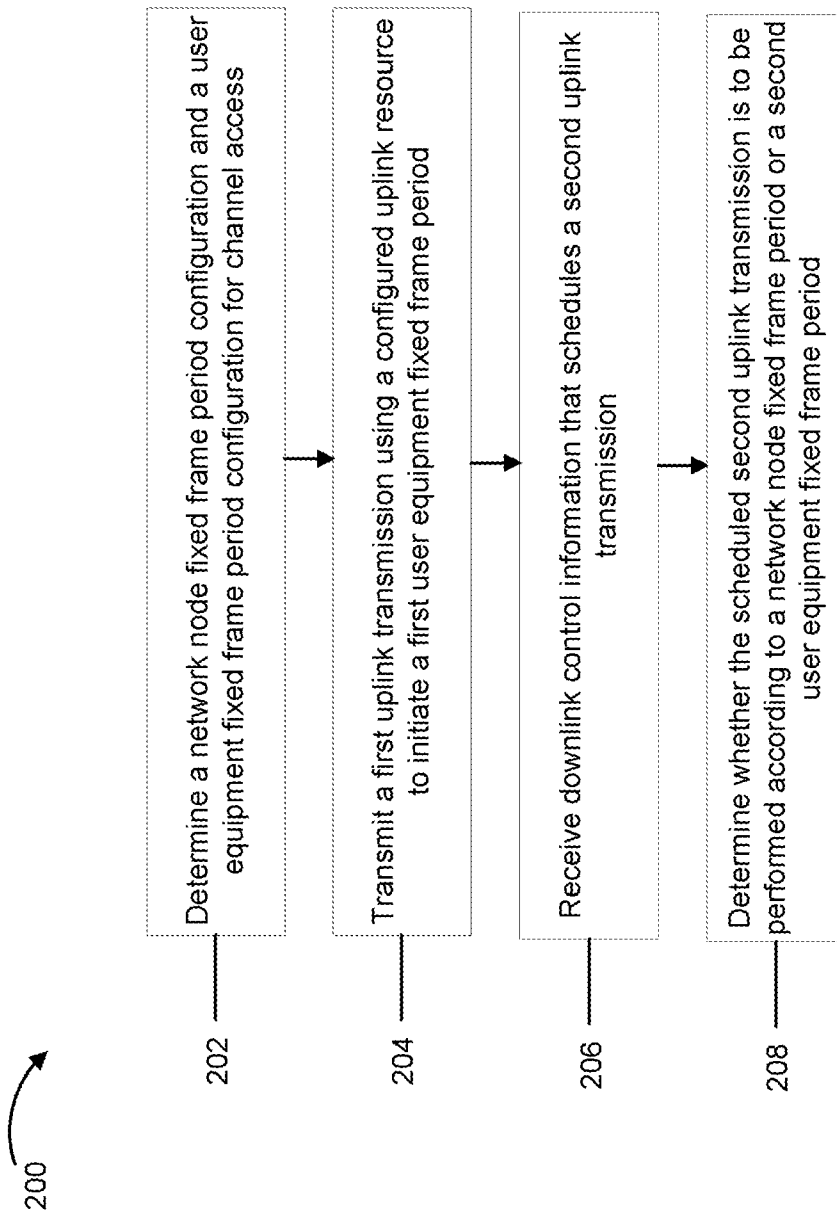 200
202
Determine a network node fixed frame period configuration and a user
equipment fixed frame period configuration for channel access
204
Transmit a first uplink transmission using a configured uplink resource
to initiate a first user equipment fixed frame period
206
Receive downlink control information that schedules a second uplink
transmission
208
Determine whether the scheduled second uplink transmission is to be
performed according to a network node fixed frame period or a second
user equipment fixed frame period